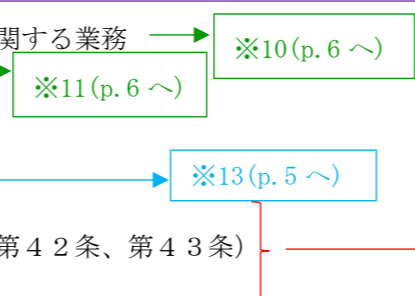 関する業務
※10(p.6 へ)
※11(p.6 へ)
※13(p.5 へ)
第４２条、第４３条)